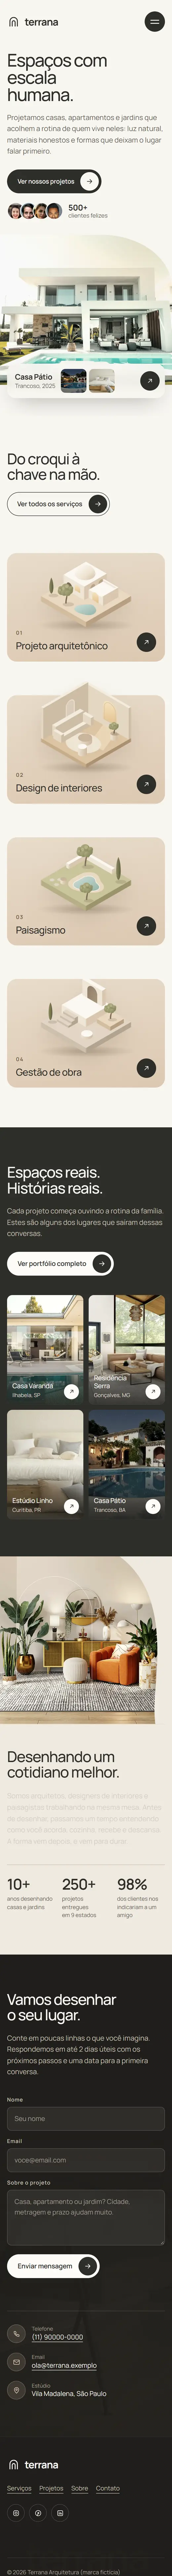 terrana
Espaços com
escala
humana.
Projetamos casas, apartamentos e jardins que
acolhem a rotina de quem vive neles: luz natural,
materiais honestos e formas que deixam o lugar
falar primeiro.
Ver nossos projetos
500+
clientes felizes
Casa Pátio
Trancoso, 2025
Do croqui à
chave na mão.
Ver todos os serviços
01
Projeto arquitetônico
02
Design de interiores
03
Paisagismo
04
Gestão de obra
Espaços reais.
Histórias reais.
Cada projeto começa ouvindo a rotina da família.
Estes são alguns dos lugares que saíram dessas
conversas.
Ver portfólio completo
Casa Varanda
Ilhabela, SP
Residência
Serra
Gonçalves, MG
Estúdio Linho
Curitiba, PR
Casa Pátio
Trancoso, BA
Desenhando um
cotidiano melhor.
10+
anos desenhando
casas e jardins
250+
projetos
entregues
em 9 estados
98%
dos clientes nos
indicariam a um
amigo
Vamos desenhar
o seu lugar.
Conte em poucas linhas o que você imagina.
Respondemos em até 2 dias úteis com os
próximos passos e uma data para a primeira
conversa.
Nome
Seu nome
Email
voce@email.com
Sobre o projeto
Casa, apartamento ou jardim? Cidade,
metragem e prazo ajudam muito.
Enviar mensagem
Telefone
(11) 90000-0000
Email
ola@terrana.exemplo
Estúdio
Vila Madalena, São Paulo
terrana
Serviços
Projetos
Sobre
Contato
© 2026 Terrana Arquitetura (marca fictícia)